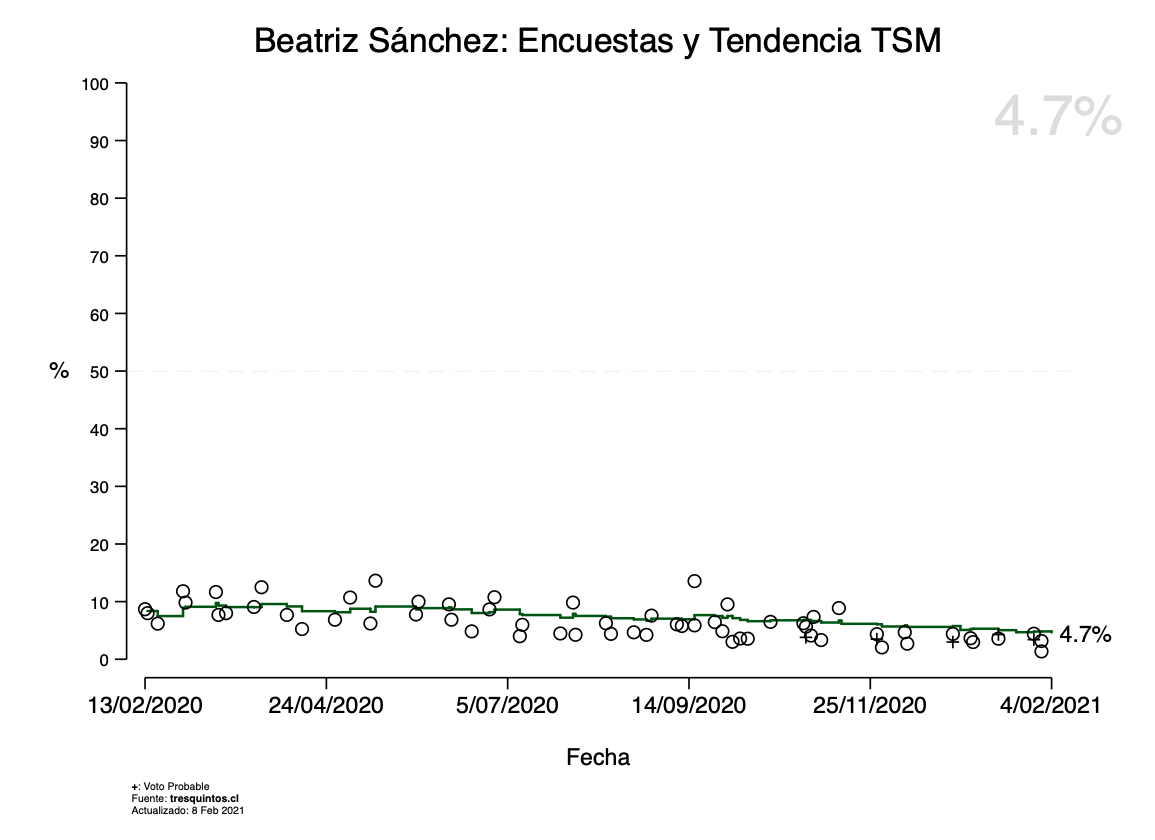 Beatriz Sánchez: Encuestas y Tendencia TSM
4.7%
100
90
80
70
60
% 50
40
30
20
10
0
4.7%
13/02/2020 24/04/2020 5/07/2020 14/09/2020 25/11/2020 4/02/2021
Fecha
+: Voto Probable
Fuente: tresquintos.cl
Actualizado: 8 Feb 2021